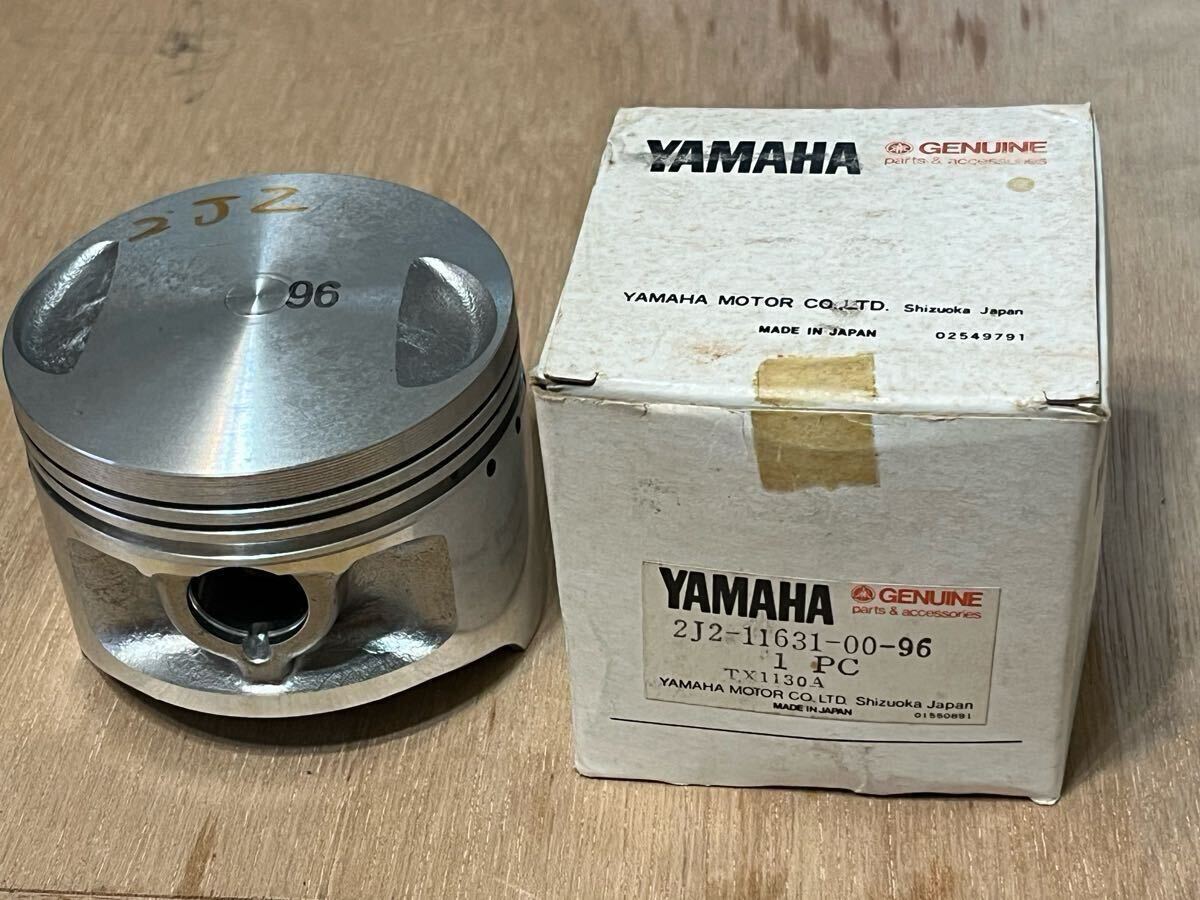 2J2
96
YAMAHA GENUINE
parts & accessories
YAMAHA MOTOR CO., LTD. Shizuoka Japan
MADE IN JAPAN 02549791
YAMAHA GENUINE
parts & accessories
2J2-11631-00-96
1 PC
TX1130A
YAMAHA MOTOR CO., LTD. Shizuoka Japan
MADE IN JAPAN 01550891